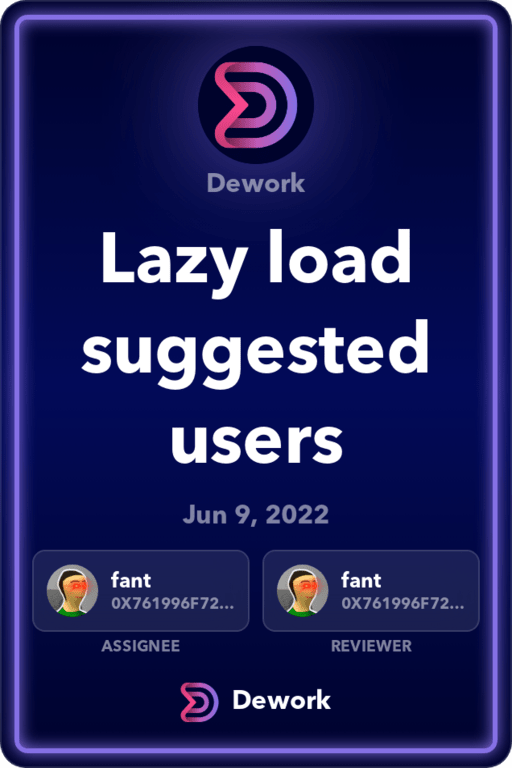 Dework
Lazy load
suggested
users
Jun 9, 2022
fant
0X761996F72...
ASSIGNEE
fant
0X761996F72...
REVIEWER
Dework